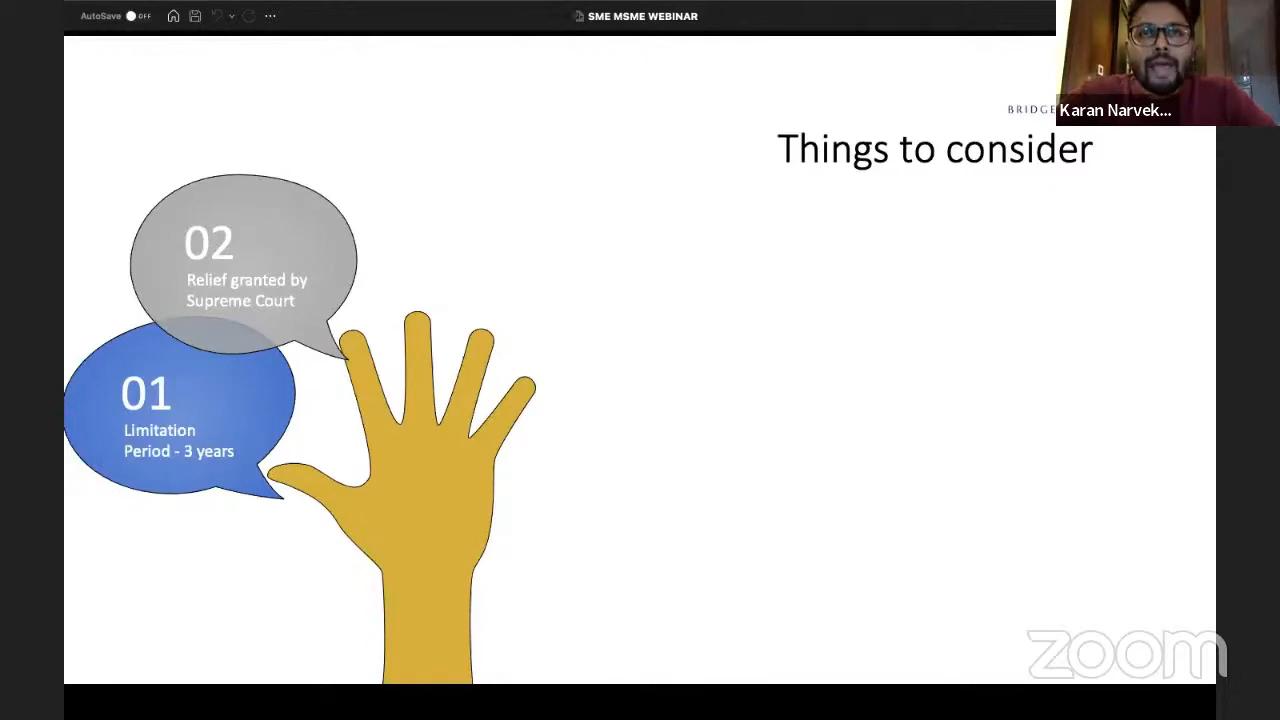 AutoSave OFF
SME MSME WEBINAR
BRIDGE
Karan Narvek...
Things to consider
02
Relief granted by
Supreme Court
01
Limitation
Period - 3 years
zoom